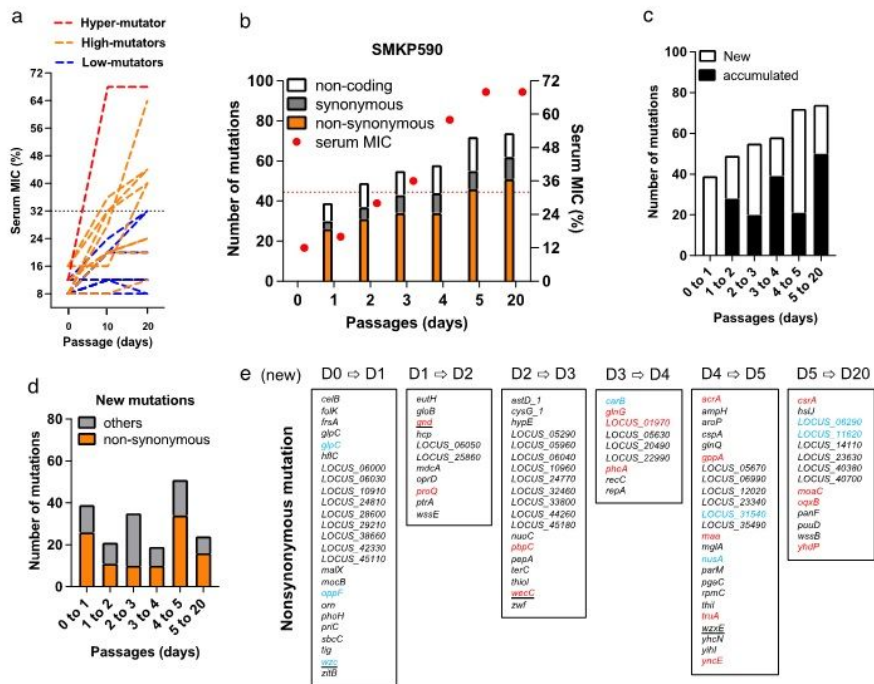 a
Hyper-mutator
High-mutators
Low-mutators
72
64
56
48
40
32
24
16
8
Serum MIC (%)
0 10 20
Passage (days)
b
SMKP590
non-coding
synonymous
non-synonymous
serum MIC
100
80
60
40
20
0
Number of mutations
72
60
48
36
24
12
0
Serum MIC (%)
0 1 2 3 4 5 20
Passages (days)
c
New
accumulated
100
80
60
40
20
0
Number of mutations
0 to 1
1 to 2
2 to 3
3 to 4
4 to 5
5 to 20
Passages (days)
d
New mutations
others
non-synonymous
80
60
40
20
0
Number of mutations
0 to 1
1 to 2
2 to 3
3 to 4
4 to 5
5 to 20
Passages (days)
e (new)
Nonsynonymous mutation
D0 ⇨ D1
celB
folK
frsA
glpC
glpC
hflC
LOCUS_06000
LOCUS_06030
LOCUS_10910
LOCUS_24810
LOCUS_28600
LOCUS_29210
LOCUS_38660
LOCUS_42330
LOCUS_45110
malX
mocB
oppF
orn
phoH
priC
sbcC
tig
wzc
zitB
D1 ⇨ D2
eutH
gloB
gnd
hcp
LOCUS_06050
LOCUS_25860
mdcA
oprD
proQ
ptrA
wssE
D2 ⇨ D3
astD_1
cysG_1
hypE
LOCUS_05290
LOCUS_05960
LOCUS_06040
LOCUS_10960
LOCUS_24770
LOCUS_32460
LOCUS_33800
LOCUS_44260
LOCUS_45180
nuoC
pbpC
pepA
terC
thioI
wecC
zwf
D3 ⇨ D4
carB
glnG
LOCUS_01970
LOCUS_05630
LOCUS_20490
LOCUS_22990
phoA
recC
repA
D4 ⇨ D5
acrA
ampH
aroP
cspA
glnQ
gppA
LOCUS_05670
LOCUS_06990
LOCUS_12020
LOCUS_23340
LOCUS_31540
LOCUS_35490
maa
mglA
nusA
parM
pgaC
rpmC
thiI
truA
wzxE
yhcN
yihI
yncE
D5 ⇨ D20
csrA
hslJ
LOCUS_06290
LOCUS_11620
LOCUS_14110
LOCUS_23630
LOCUS_40380
LOCUS_40700
moaC
oqxB
panF
puuD
wssB
yhdP